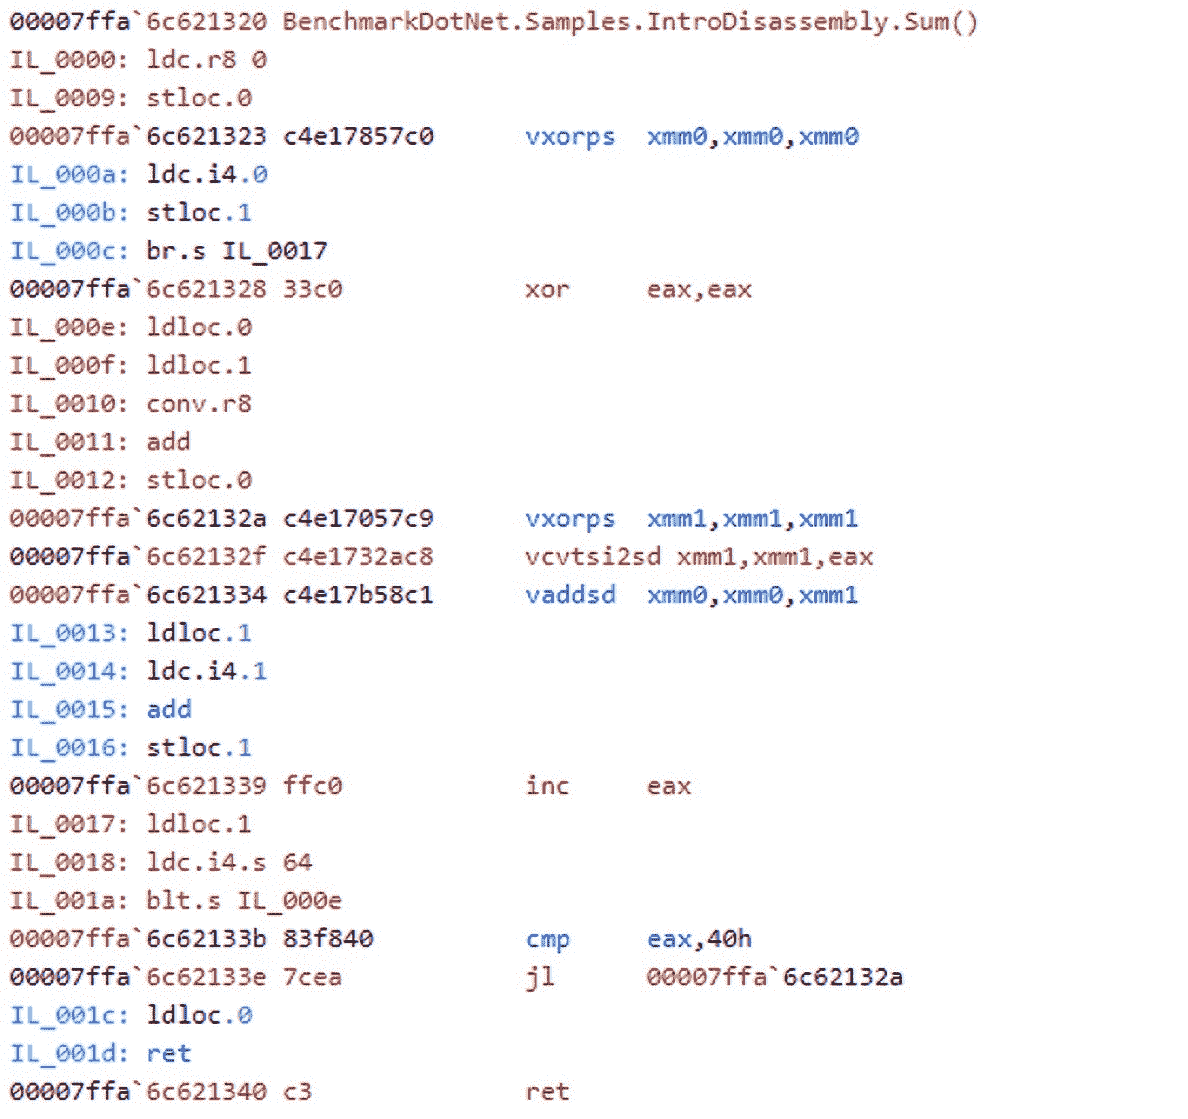 00007ffa`6c621320 BenchmarkDotNet.Samples.IntroDisassembly.Sum()
IL_0000: ldc.r8 0
IL_0009: stloc.0
00007ffa`6c621323 c4e17857c0 vxorps xmm0,xmm0,xmm0
IL_000a: ldc.i4.0
IL_000b: stloc.1
IL_000c: br.s IL_0017
00007ffa`6c621328 33c0 xor eax,eax
IL_000e: ldloc.0
IL_000f: ldloc.1
IL_0010: conv.r8
IL_0011: add
IL_0012: stloc.0
00007ffa`6c62132a c4e17057c9 vxorps xmm1,xmm1,xmm1
00007ffa`6c62132f c4e1732ac8 vcvtsi2sd xmm1,xmm1,eax
00007ffa`6c621334 c4e17b58c1 vaddsd xmm0,xmm0,xmm1
IL_0013: ldloc.1
IL_0014: ldc.i4.1
IL_0015: add
IL_0016: stloc.1
00007ffa`6c621339 ffc0 inc eax
IL_0017: ldloc.1
IL_0018: ldc.i4.s 64
IL_001a: blt.s IL_000e
00007ffa`6c62133b 83f840 cmp eax,40h
00007ffa`6c62133e 7cea jl 00007ffa`6c62132a
IL_001c: ldloc.0
IL_001d: ret
00007ffa`6c621340 c3 ret